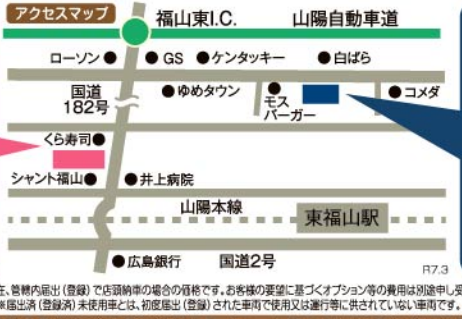 アクセスマップ
福山東I.C.
山陽自動車道
ローソン
GS
ケンタッキー
白ばら
国道
182号
ゆめタウン
モス
バーガー
コメダ
くら寿司
シャント福山
井上病院
山陽本線
東福山駅
広島銀行
国道2号
R7.3
在、管轄内届出(登録)で店頭納車の場合の価格です。お客様の要望に基づくオプション等の費用は別途申し受
※届出済(登録済)未使用車とは、初度届出(登録)された車両で使用又は運行等に供されていない車両です。